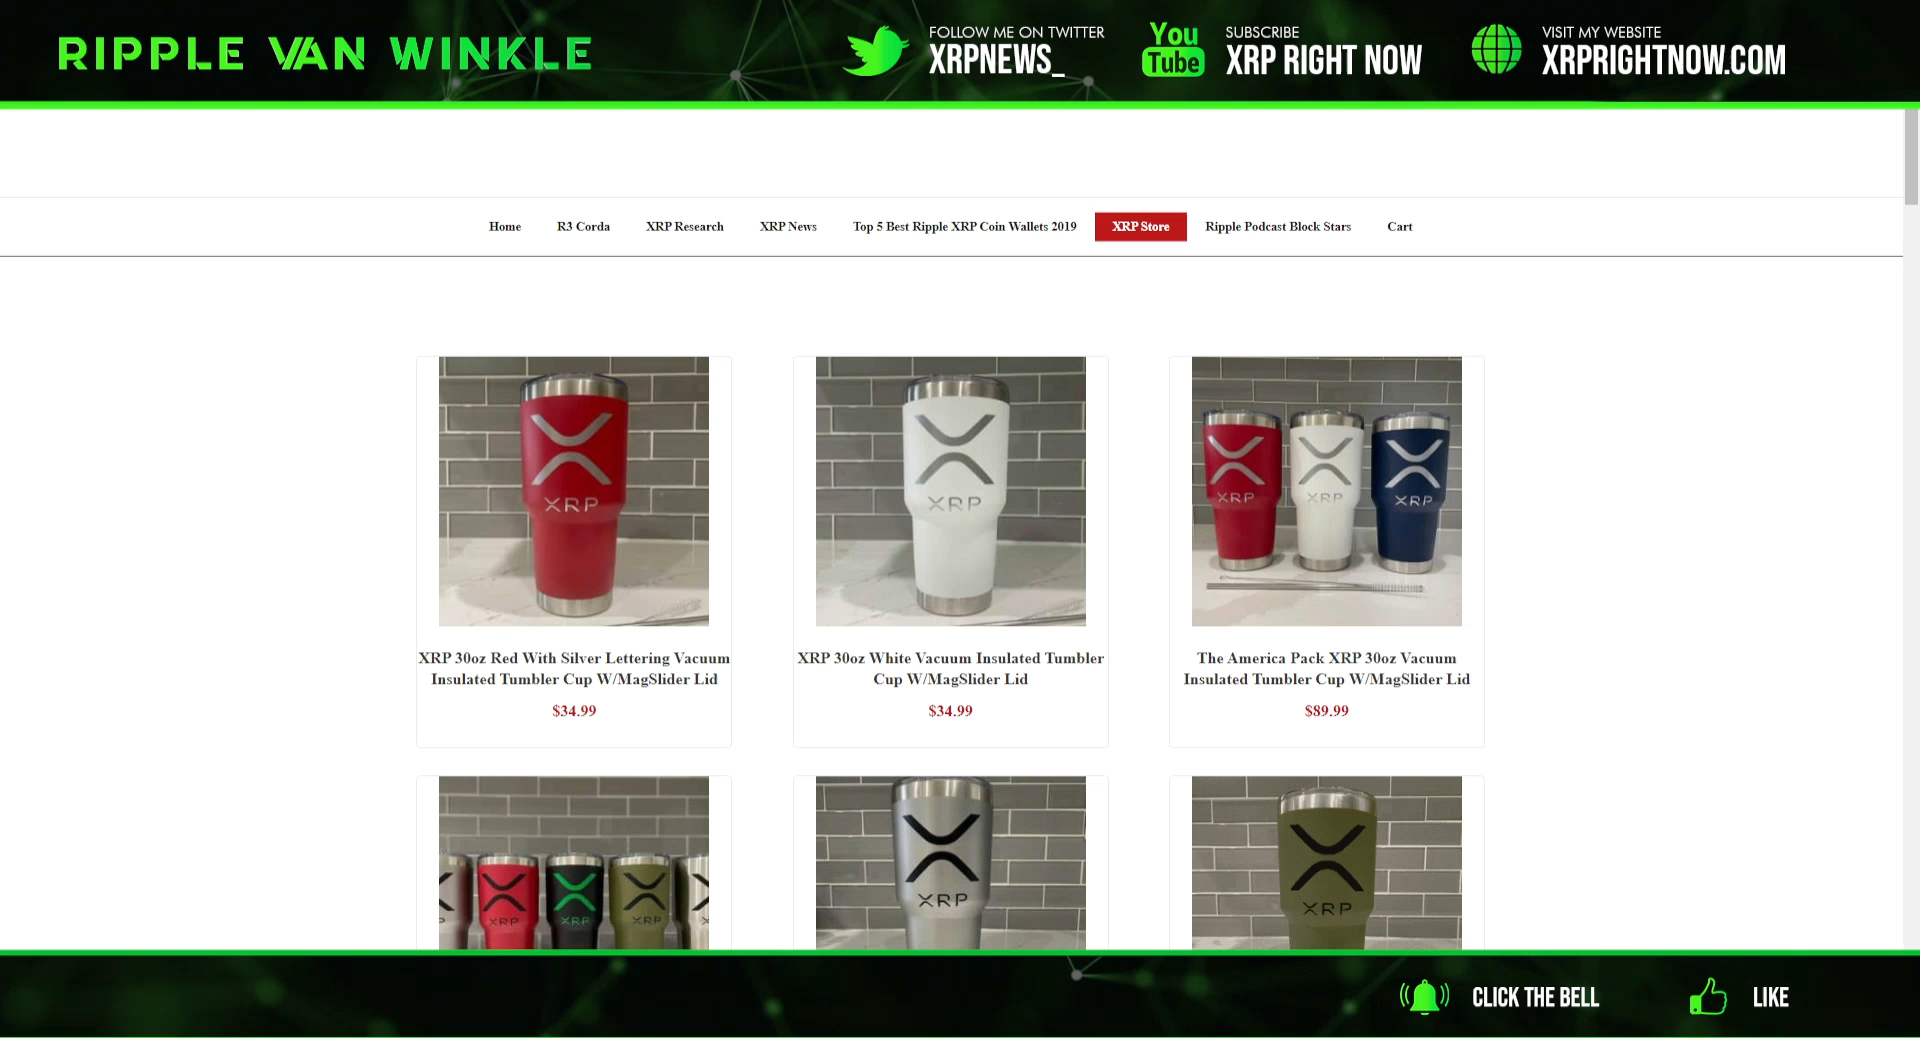 RIPPLE VAN WINKLE
FOLLOW ME ON TWITTER
XRPNEWS_
You
Tube
SUBSCRIBE
XRP RIGHT NOW
VISIT MY WEBSITE
XRPRIGHTNOW.COM
Home
R3 Corda
XRP Research
XRP News
Top 5 Best Ripple XRP Coin Wallets 2019
XRP Store
Ripple Podcast Block Stars
Cart
XRP
XRP
XRP
XRP
XRP
XRP 30oz Red With Silver Lettering Vacuum
Insulated Tumbler Cup W/MagSlider Lid
$34.99
XRP 30oz White Vacuum Insulated Tumbler
Cup W/MagSlider Lid
$34.99
The America Pack XRP 30oz Vacuum
Insulated Tumbler Cup W/MagSlider Lid
$89.99
XRP
XRP
XRP
XRP
XRP
CLICK THE BELL
LIKE